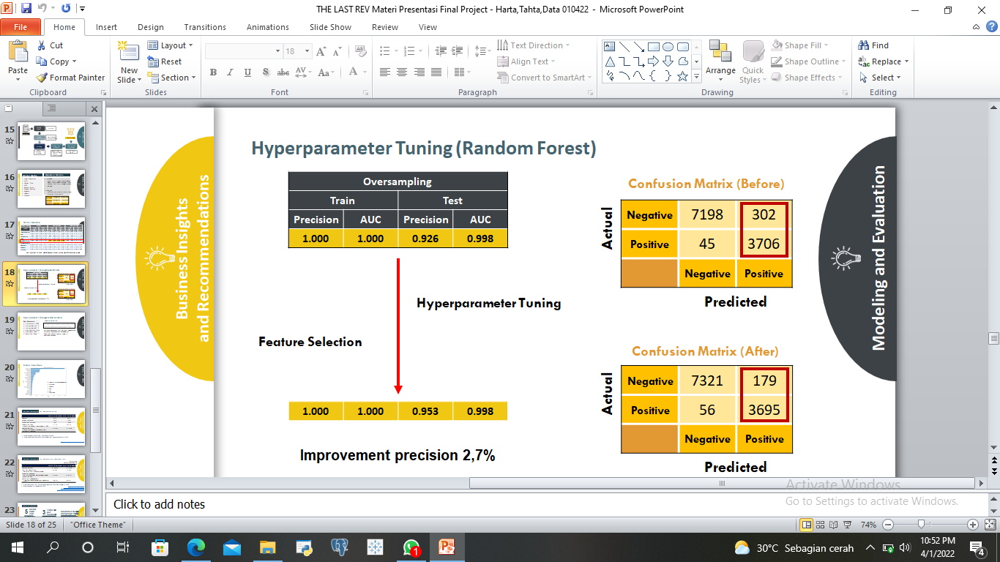 THE LAST REV Materi Presentasi Final Project - Harta,Tahta,Data 010422 - Microsoft PowerPoint
File Home Insert Design Transitions Animations Slide Show Review View
Paste
Cut
Copy
Format Painter
Clipboard
New Slide
Layout
Reset
Section
Slides
18
Font
Text Direction
Align Text
Convert to SmartArt
Paragraph
Arrange
Quick Styles
Shape Fill
Shape Outline
Shape Effects
Drawing
Find
Replace
Select
Editing
15
16
17
18
19
20
21
22
23
Business Insights
and Recommendations
Hyperparameter Tuning (Random Forest)
Oversampling
Train Test
Precision AUC Precision AUC
1.000 1.000 0.926 0.998
Hyperparameter Tuning
Feature Selection
1.000 1.000 0.953 0.998
Improvement precision 2,7%
Confusion Matrix (Before)
Actual
Negative 7198 302
Positive 45 3706
Negative Positive
Predicted
Confusion Matrix (After)
Actual
Negative 7321 179
Positive 56 3695
Negative Positive
Predicted
Modeling and Evaluation
Activate Windows
Go to Settings to activate Windows.
Click to add notes
Slide 18 of 25 "Office Theme" 74%
30°C Sebagian cerah
10:52 PM
4/1/2022
1
4